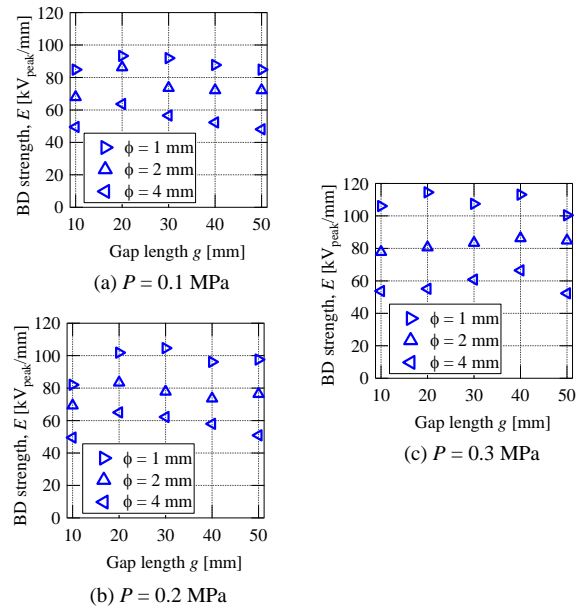 120
100
80
60
40
20
0
BD strength, E [kVpeak/mm]
ϕ = 1 mm
ϕ = 2 mm
ϕ = 4 mm
10 20 30 40 50
Gap length g [mm]
(a) P = 0.1 MPa
120
100
80
60
40
20
0
BD strength, E [kVpeak/mm]
ϕ = 1 mm
ϕ = 2 mm
ϕ = 4 mm
10 20 30 40 50
Gap length g [mm]
(b) P = 0.2 MPa
120
100
80
60
40
20
0
BD strength, E [kVpeak/mm]
ϕ = 1 mm
ϕ = 2 mm
ϕ = 4 mm
10 20 30 40 50
Gap length g [mm]
(c) P = 0.3 MPa